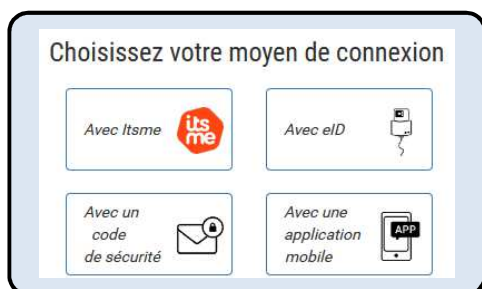 Choisissez votre moyen de connexion
Avec Itsme
its
me
Avec eID
Avec un
code
de sécurité
Avec une
application
mobile
APP